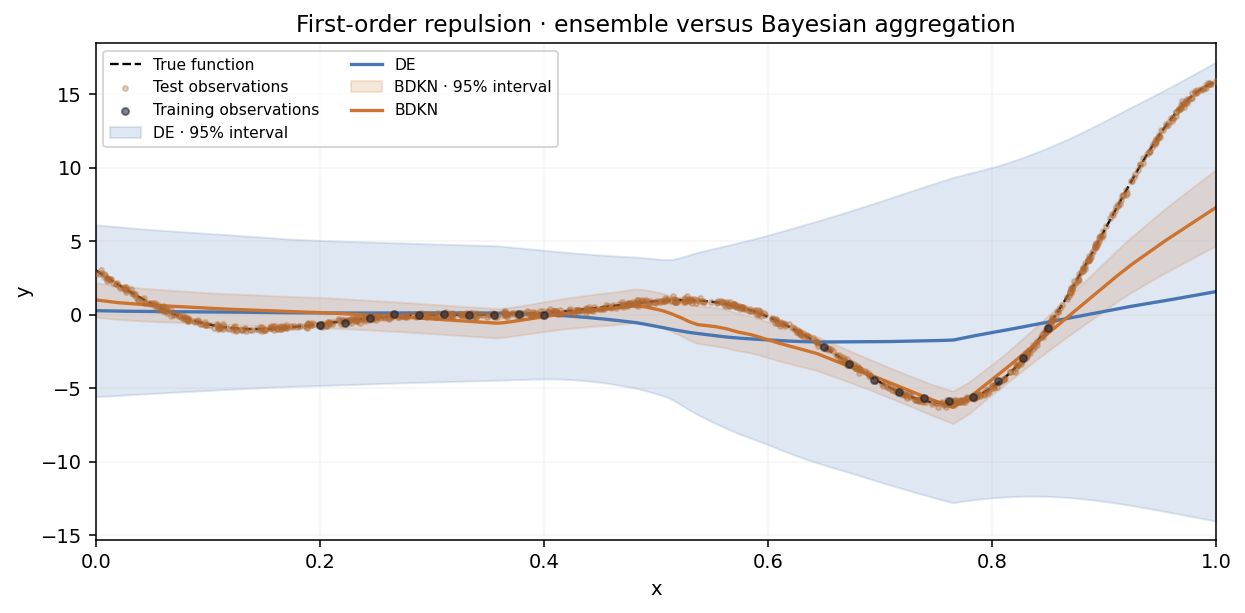 First-order repulsion · ensemble versus Bayesian aggregation
True function
Test observations
Training observations
DE · 95% interval
DE
BDKN · 95% interval
BDKN
y
15
10
5
0
−5
−10
−15
0.0
0.2
0.4
0.6
0.8
1.0
x